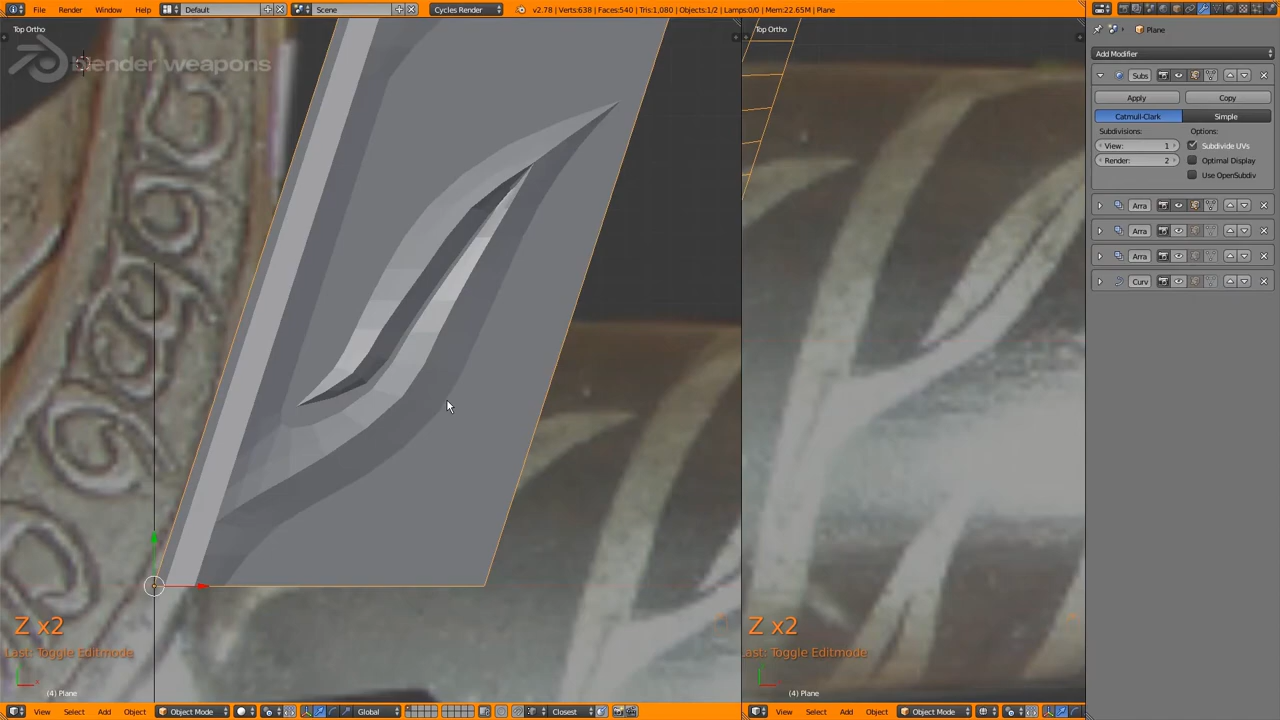 File Render Window Help Default Scene Cycles Render v2.78 | Verts:638 | Faces:540 | Tris:1,080 | Objects:1/2 | Lamps:0/0 | Mem:22.65M | Plane
Top Ortho
blender weapons
Top Ortho
Plane
Add Modifier
Subs
Apply Copy
Catmull-Clark Simple
Subdivisions: Options:
View: 1 Subdivide UVs
Render: 2 Optimal Display
Use OpenSubdiv
Arra
Arra
Arra
Curv
Z x2
Last: Toggle Editmode
(4) Plane
Z x2
Last: Toggle Editmode
(4) Plane
View Select Add Object Object Mode Global Closest
View Select Add Object Object Mode